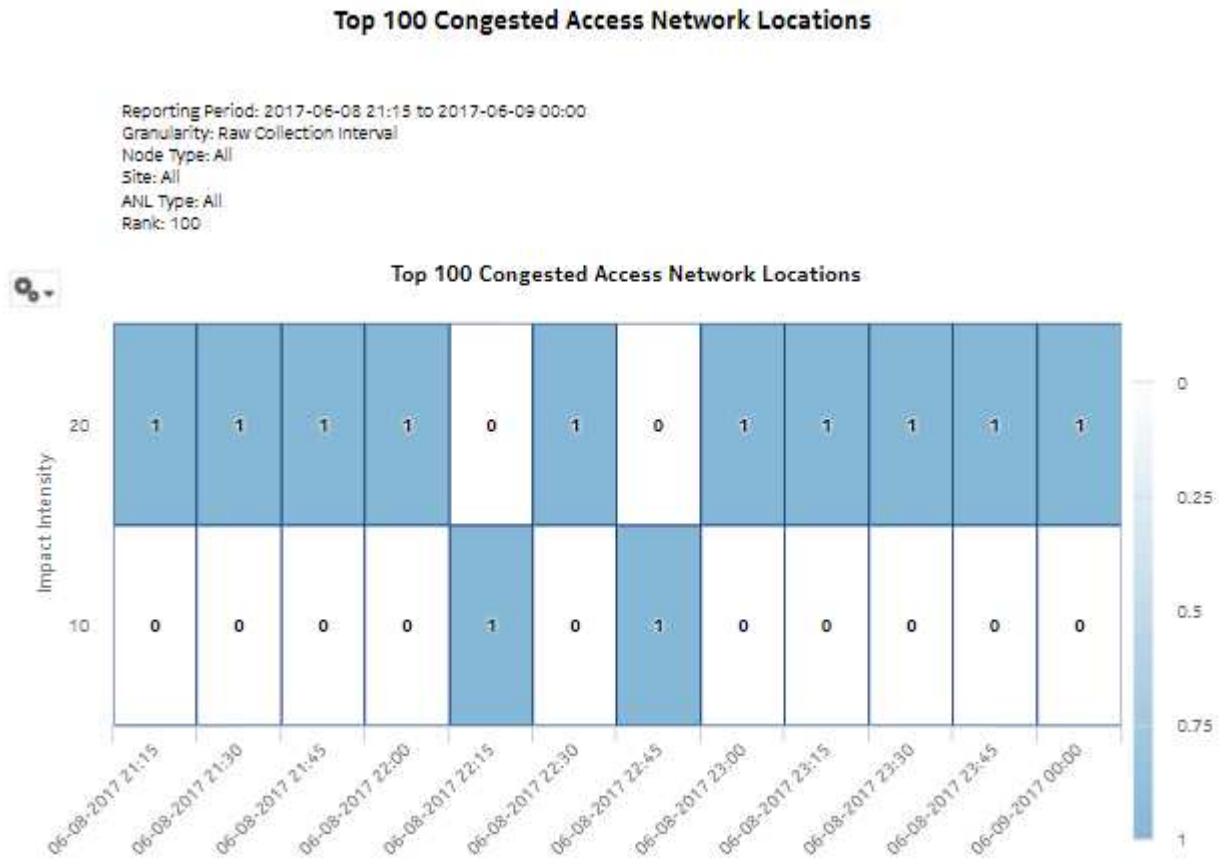 Top 100 Congested Access Network Locations
Reporting Period: 2017-06-08 21:15 to 2017-06-09 00:00
Granularity: Raw Collection Interval
Node Type: All
Site: All
ANL Type: All
Rank: 100
Top 100 Congested Access Network Locations
Impact Intensity
20
1 1 1 1 0 1 0 1 1 1 1 1
10
0 0 0 0 1 0 1 0 0 0 0 0
06-08-2017 21:15
06-08-2017 21:30
06-08-2017 21:45
06-08-2017 22:00
06-08-2017 22:15
06-08-2017 22:30
06-08-2017 22:45
06-08-2017 23:00
06-08-2017 23:15
06-08-2017 23:30
06-08-2017 23:45
06-09-2017 00:00
0
0.25
0.5
0.75
1